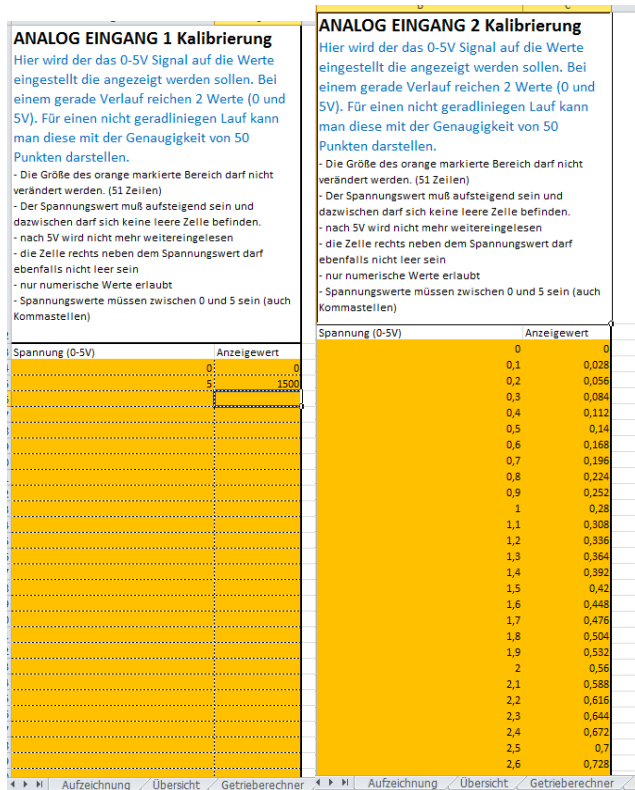 ANALOG EINGANG 1 Kalibrierung
Hier wird der das 0-5V Signal auf die Werte
eingestellt die angezeigt werden sollen. Bei
einem gerade Verlauf reichen 2 Werte (0 und
5V). Für einen nicht geradliniegen Lauf kann
man diese mit der Genaugigkeit von 50
Punkten darstellen.
- Die Größe des orange markierte Bereich darf nicht
verändert werden. (51 Zeilen)
- Der Spannungswert muß aufsteigend sein und
dazwischen darf sich keine leere Zelle befinden.
- nach 5V wird nicht mehr weitereingelesen
- die Zelle rechts neben dem Spannungswert darf
ebenfalls nicht leer sein
- nur numerische Werte erlaubt
- Spannungswerte müssen zwischen 0 und 5 sein (auch
Kommastellen)
Spannung (0-5V) Anzeigewert
0 0
5 1500
Aufzeichnung Übersicht Getrieberechner
B C
ANALOG EINGANG 2 Kalibrierung
Hier wird der das 0-5V Signal auf die Werte
eingestellt die angezeigt werden sollen. Bei
einem gerade Verlauf reichen 2 Werte (0 und
5V). Für einen nicht geradliniegen Lauf kann
man diese mit der Genaugigkeit von 50
Punkten darstellen.
- Die Größe des orange markierte Bereich darf nicht
verändert werden. (51 Zeilen)
- Der Spannungswert muß aufsteigend sein und
dazwischen darf sich keine leere Zelle befinden.
- nach 5V wird nicht mehr weitereingelesen
- die Zelle rechts neben dem Spannungswert darf
ebenfalls nicht leer sein
- nur numerische Werte erlaubt
- Spannungswerte müssen zwischen 0 und 5 sein (auch
Kommastellen)
Spannung (0-5V) Anzeigewert
0 0
0,1 0,028
0,2 0,056
0,3 0,084
0,4 0,112
0,5 0,14
0,6 0,168
0,7 0,196
0,8 0,224
0,9 0,252
1 0,28
1,1 0,308
1,2 0,336
1,3 0,364
1,4 0,392
1,5 0,42
1,6 0,448
1,7 0,476
1,8 0,504
1,9 0,532
2 0,56
2,1 0,588
2,2 0,616
2,3 0,644
2,4 0,672
2,5 0,7
2,6 0,728
Aufzeichnung Übersicht Getrieberechner